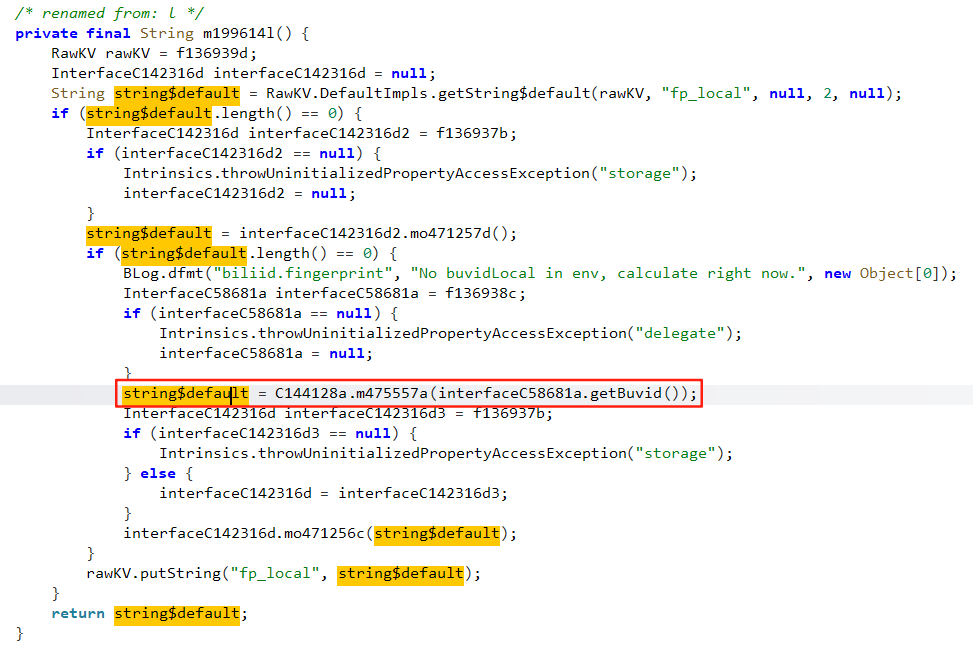 /* renamed from: l */
private final String m199614l() {
    RawKV rawKV = f136939d;
    InterfaceC142316d interfaceC142316d = null;
    String string$default = RawKV.DefaultImpls.getString$default(rawKV, "fp_local", null, 2, null);
    if (string$default.length() == 0) {
        InterfaceC142316d interfaceC142316d2 = f136937b;
        if (interfaceC142316d2 == null) {
            Intrinsics.throwUninitializedPropertyAccessException("storage");
            interfaceC142316d2 = null;
        }
        string$default = interfaceC142316d2.mo471257d();
        if (string$default.length() == 0) {
            BLog.dfmt("biliid.fingerprint", "No buvidLocal in env, calculate right now.", new Object[0]);
            InterfaceC58681a interfaceC58681a = f136938c;
            if (interfaceC58681a == null) {
                Intrinsics.throwUninitializedPropertyAccessException("delegate");
                interfaceC58681a = null;
            }
            string$default = C144128a.m475557a(interfaceC58681a.getBuvid());
            InterfaceC142316d interfaceC142316d3 = f136937b;
            if (interfaceC142316d3 == null) {
                Intrinsics.throwUninitializedPropertyAccessException("storage");
            } else {
                interfaceC142316d = interfaceC142316d3;
            }
            interfaceC142316d.mo471256c(string$default);
        }
        rawKV.putString("fp_local", string$default);
    }
    return string$default;
}